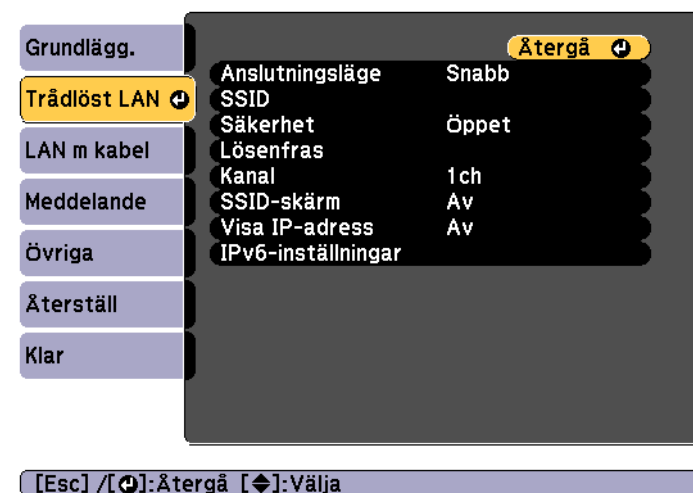 Grundlägg.
Trådlöst LAN
LAN m kabel
Meddelande
Övriga
Återställ
Klar
Återgå
Anslutningsläge Snabb
SSID
Säkerhet Öppet
Lösenfras
Kanal 1ch
SSID-skärm Av
Visa IP-adress Av
IPv6-inställningar
[Esc] /[⏎]:Återgå [◆]:Välja